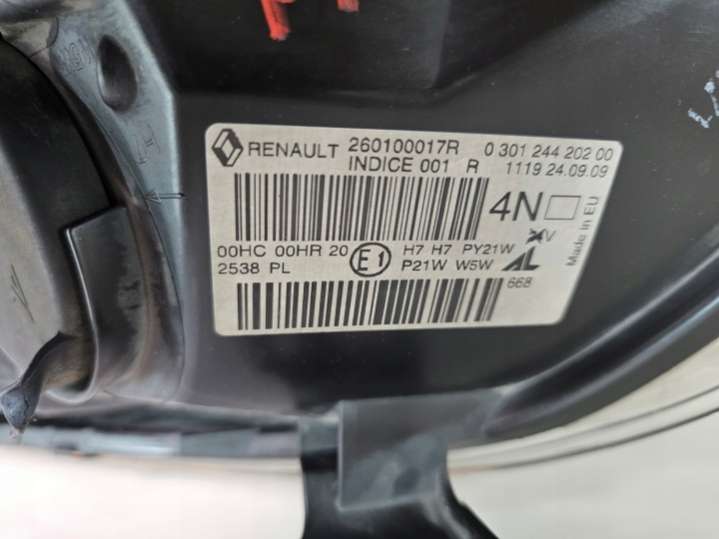 RENAULT 260100017R 0 301 244 202 00
INDICE 001 R 1119 24.09.09
4N
00HC 00HR 20 E1 H7 H7 PY21W
2538 PL P21W W5W AL
668
Made in EU